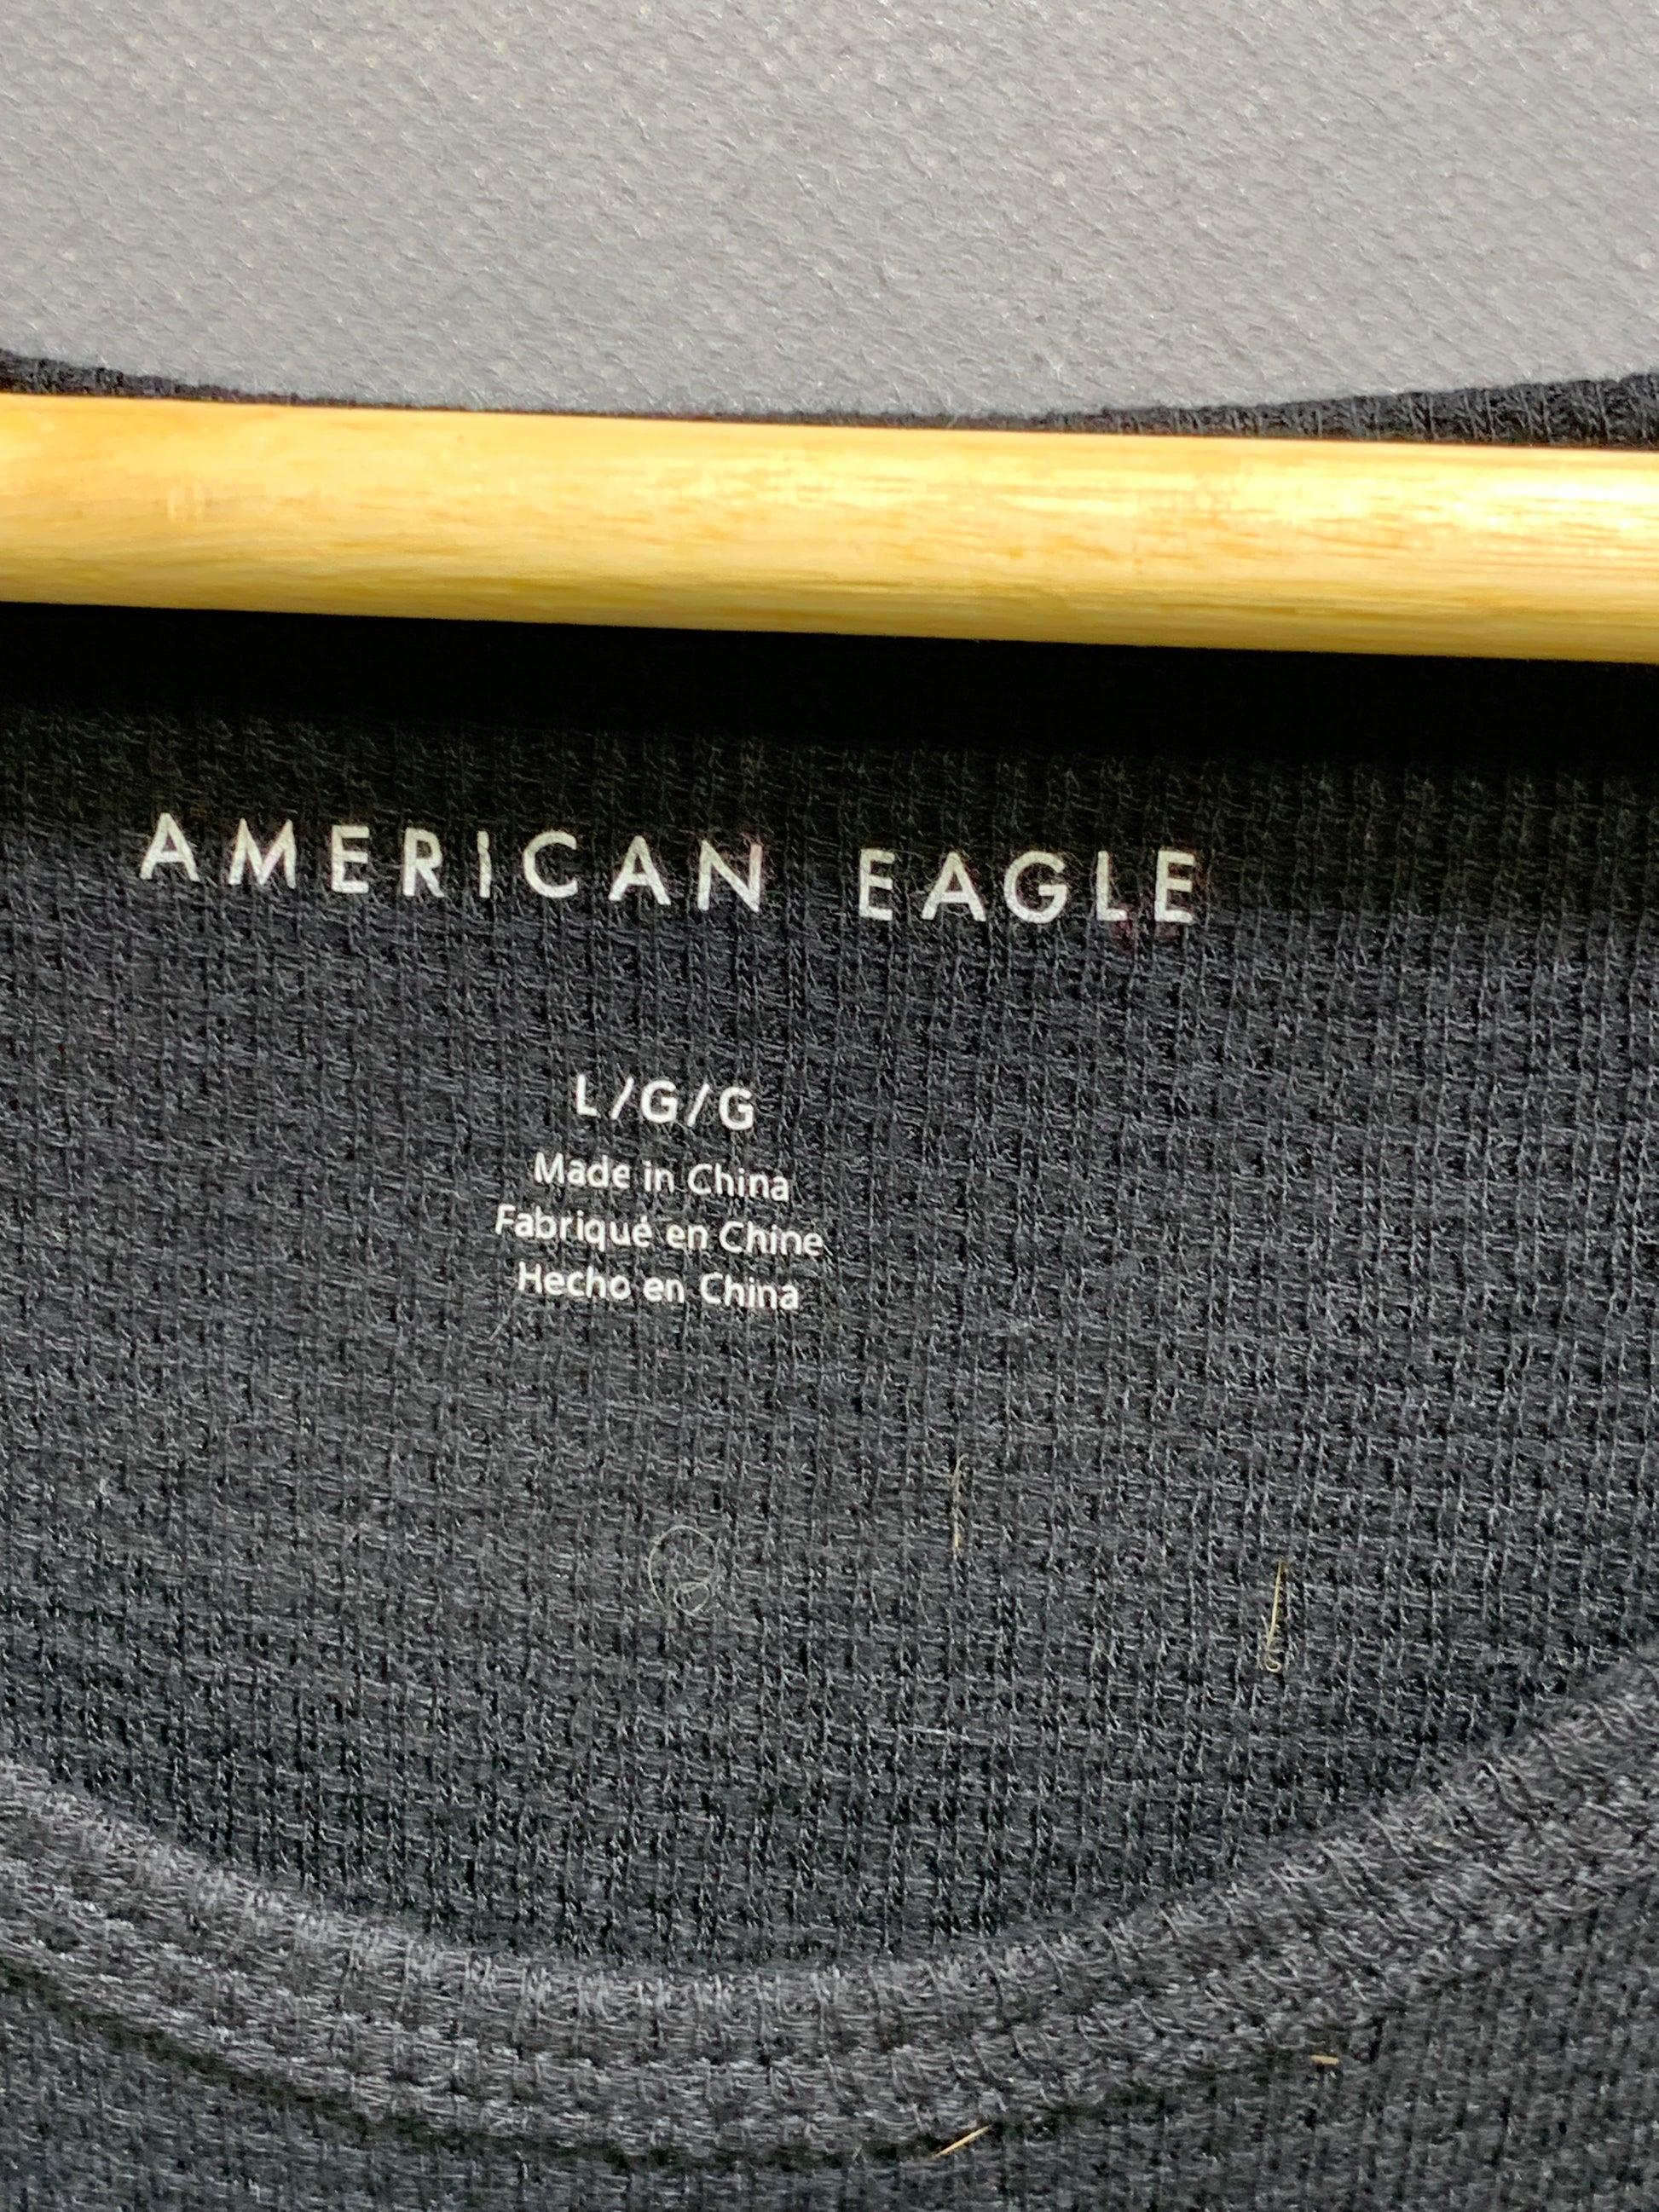 AMERICAN EAGLE
L/G/G
Made in China
Fabriqué en Chine
Hecho en China